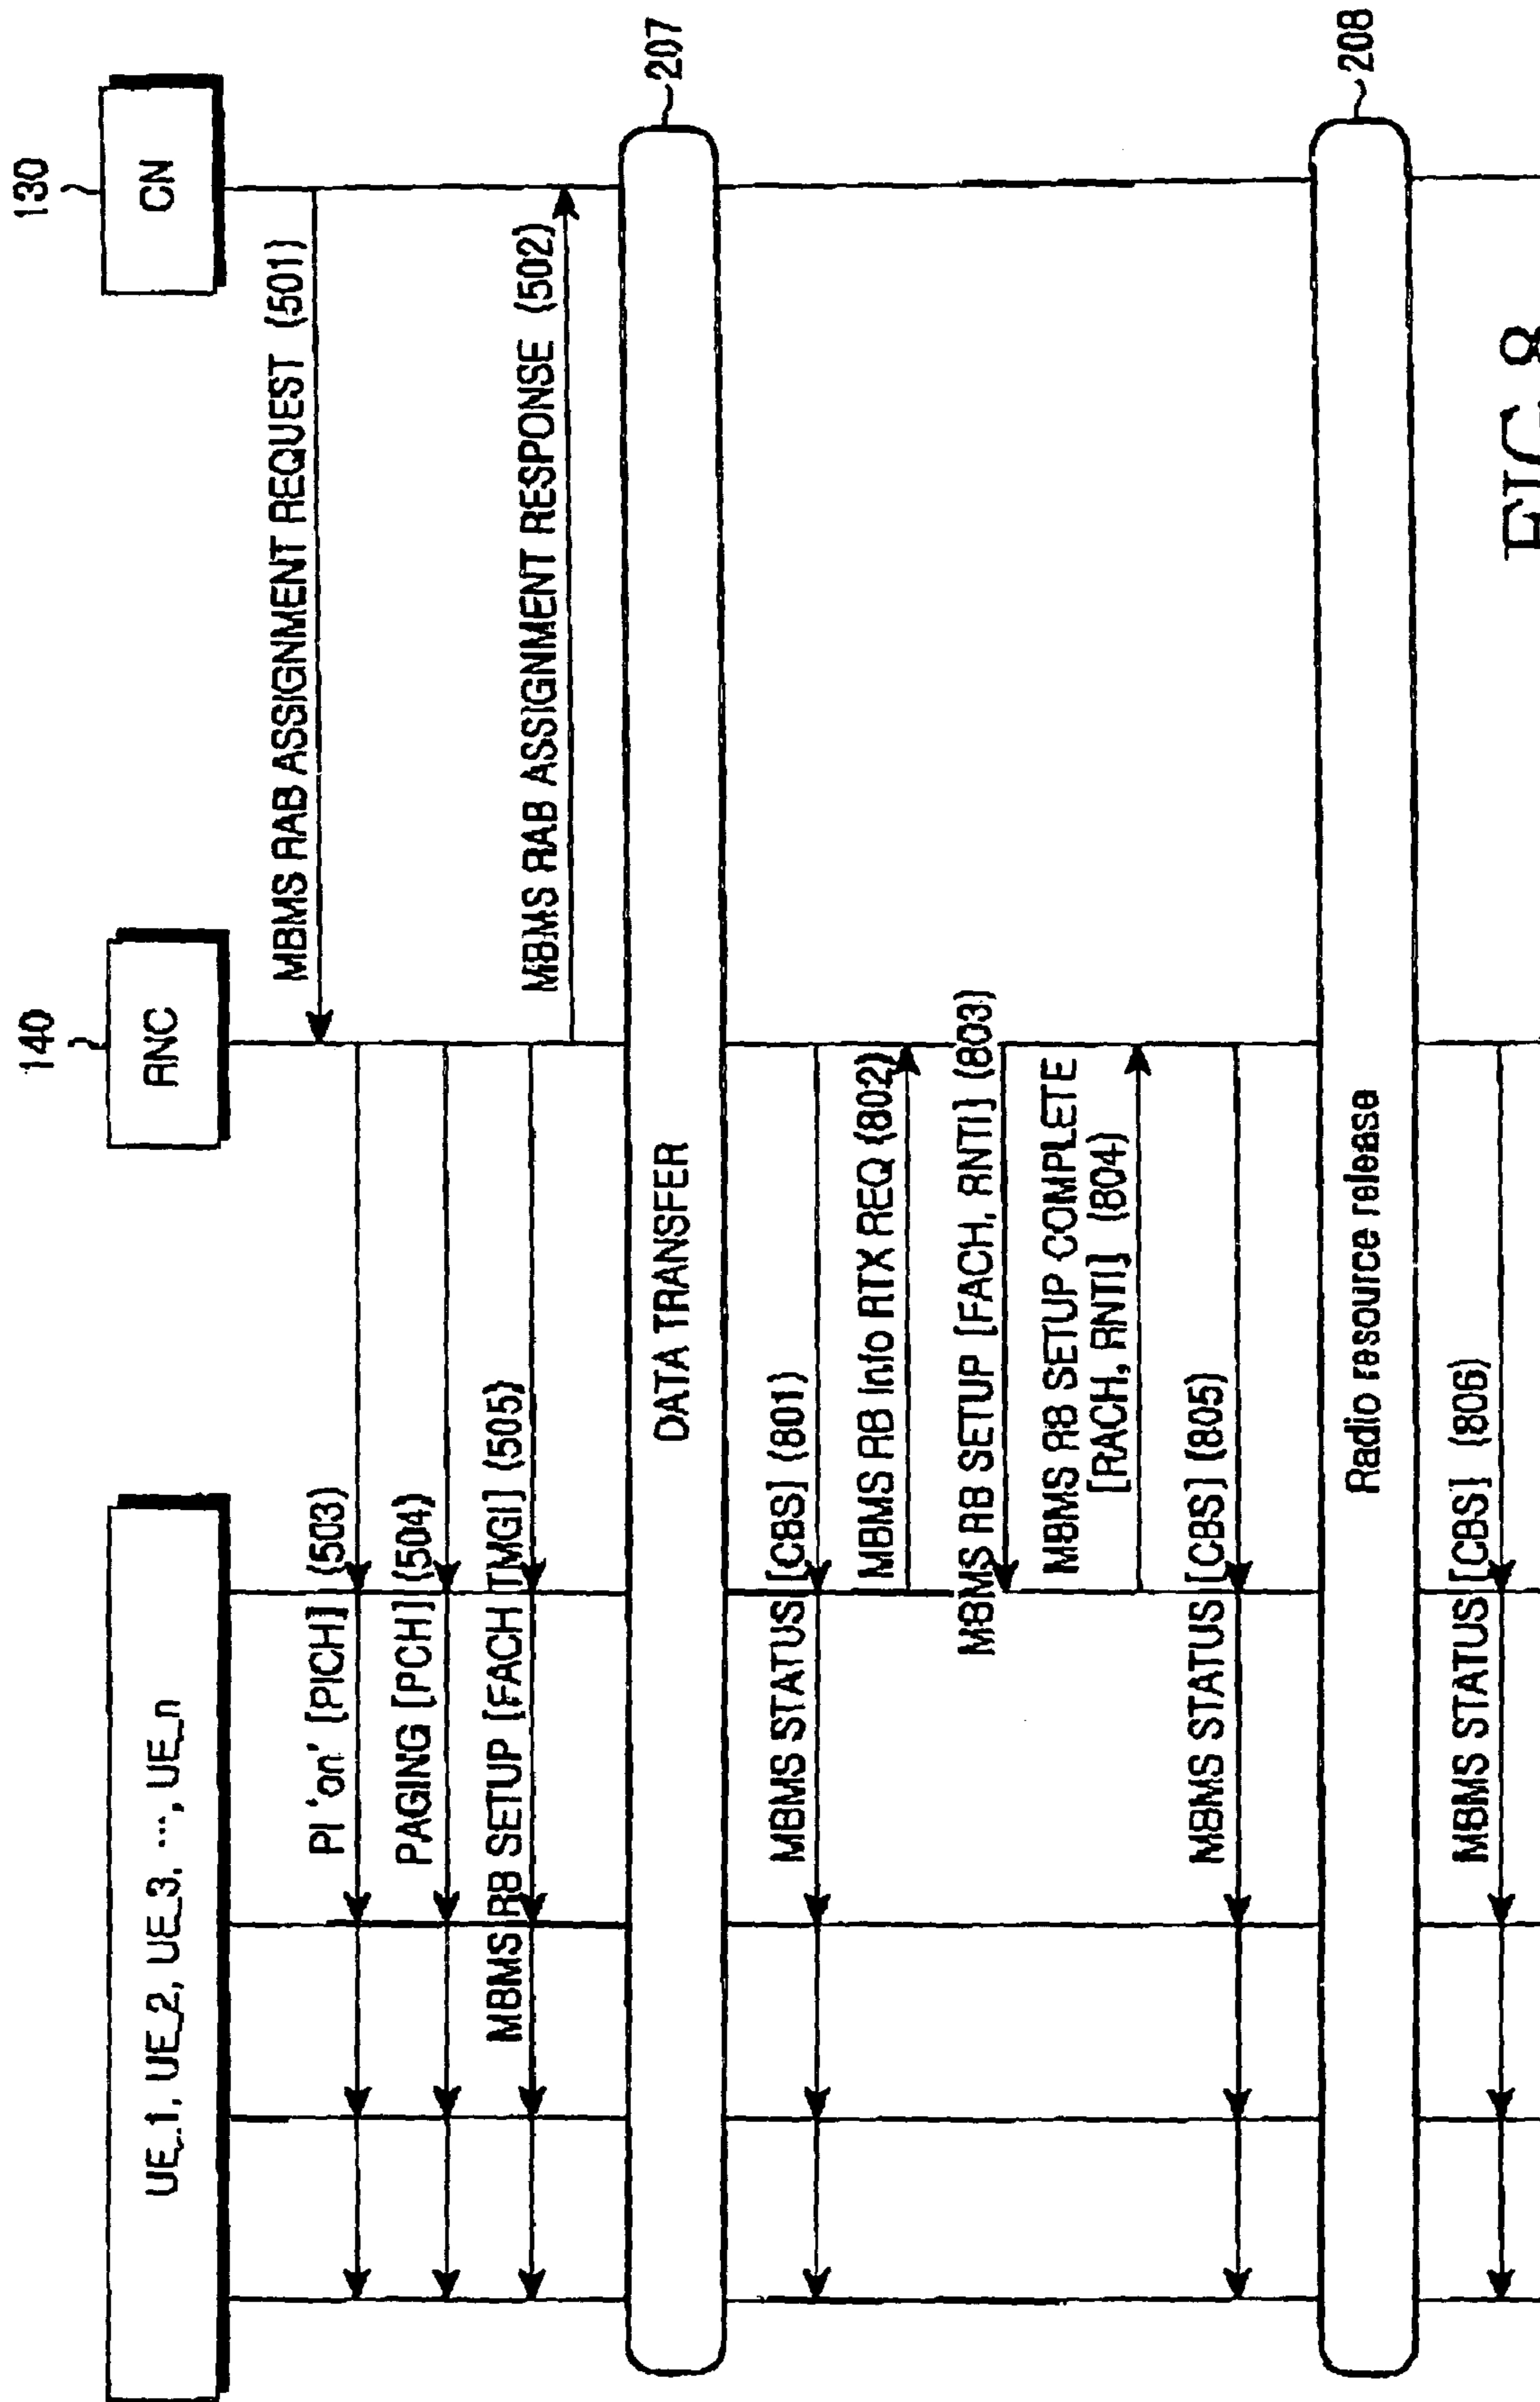 UE_1, UE_2, UE_3, ..., UE_n
140
RNC
130
CN
MBMS RAB ASSIGNMENT REQUEST (501)
PI 'on' [PICH] (503)
PAGING [PCH] (504)
MBMS RB SETUP [FACH TMGI] (505)
MBMS RAB ASSIGNMENT RESPONSE (502)
DATA TRANSFER
207
MBMS STATUS [CBS] (801)
MBMS RB Info RTX REQ (802)
MBMS RB SETUP [FACH, RNTI] (803)
MBMS RB SETUP COMPLETE
[RACH, RNTI] (804)
MBMS STATUS [CBS] (805)
Radio resource release
208
MBMS STATUS [CBS] (806)
FIG.8